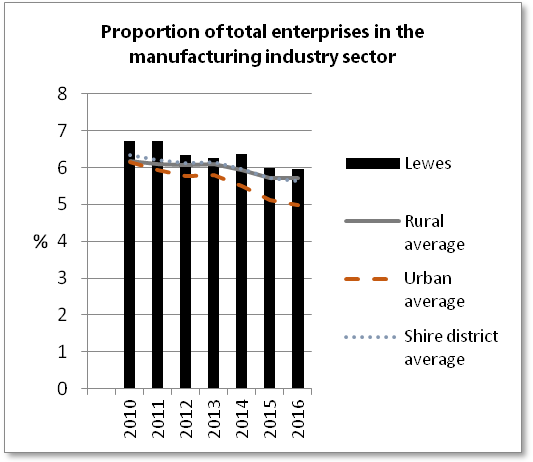 Proportion of total enterprises in the
manufacturing industry sector
8
7
6
5
% 4
3
2
1
0
2010
2011
2012
2013
2014
2015
2016
Lewes
Rural
average
Urban
average
Shire district
average